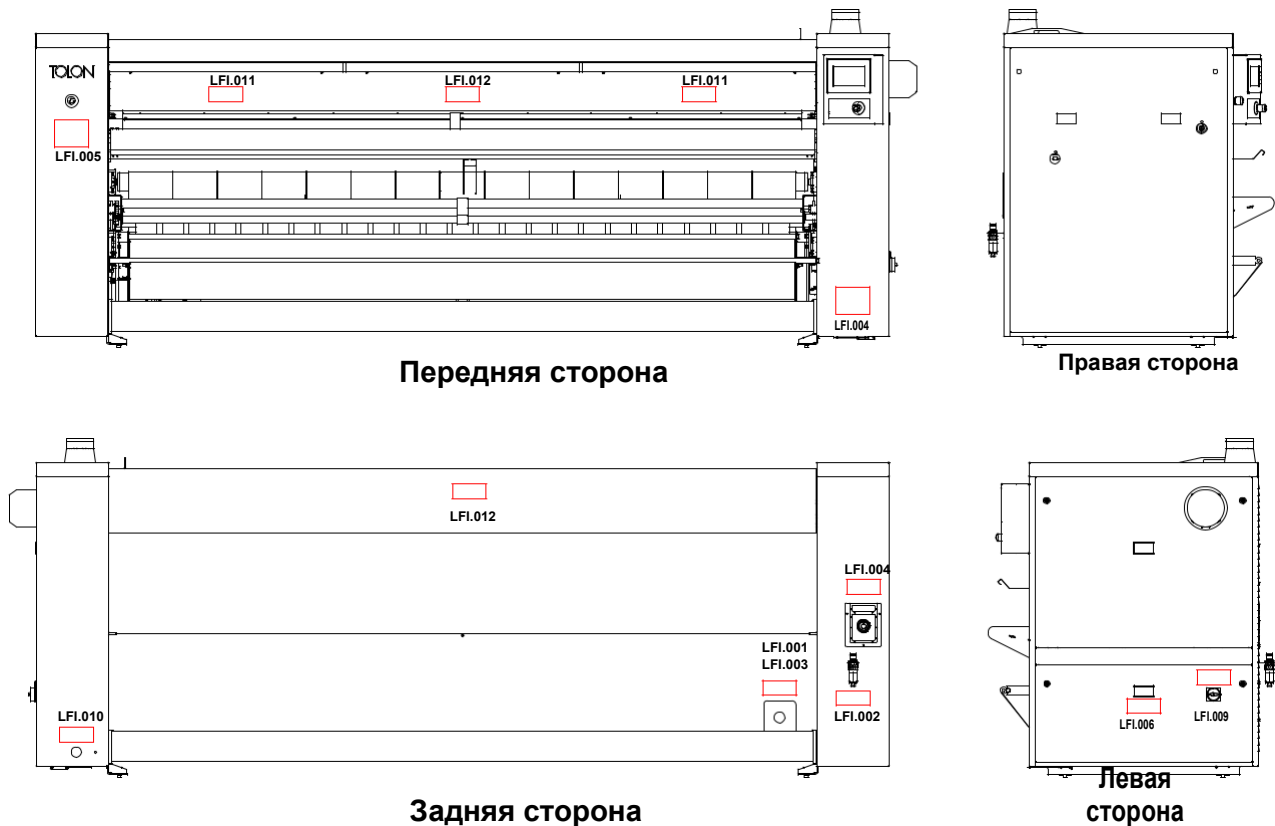 TOLON
LFI.011
LFI.012
LFI.011
LFI.005
LFI.004
Передняя сторона
Правая сторона
LFI.012
LFI.004
LFI.001
LFI.003
LFI.010
LFI.002
LFI.006
LFI.009
Задняя сторона
Левая
сторона